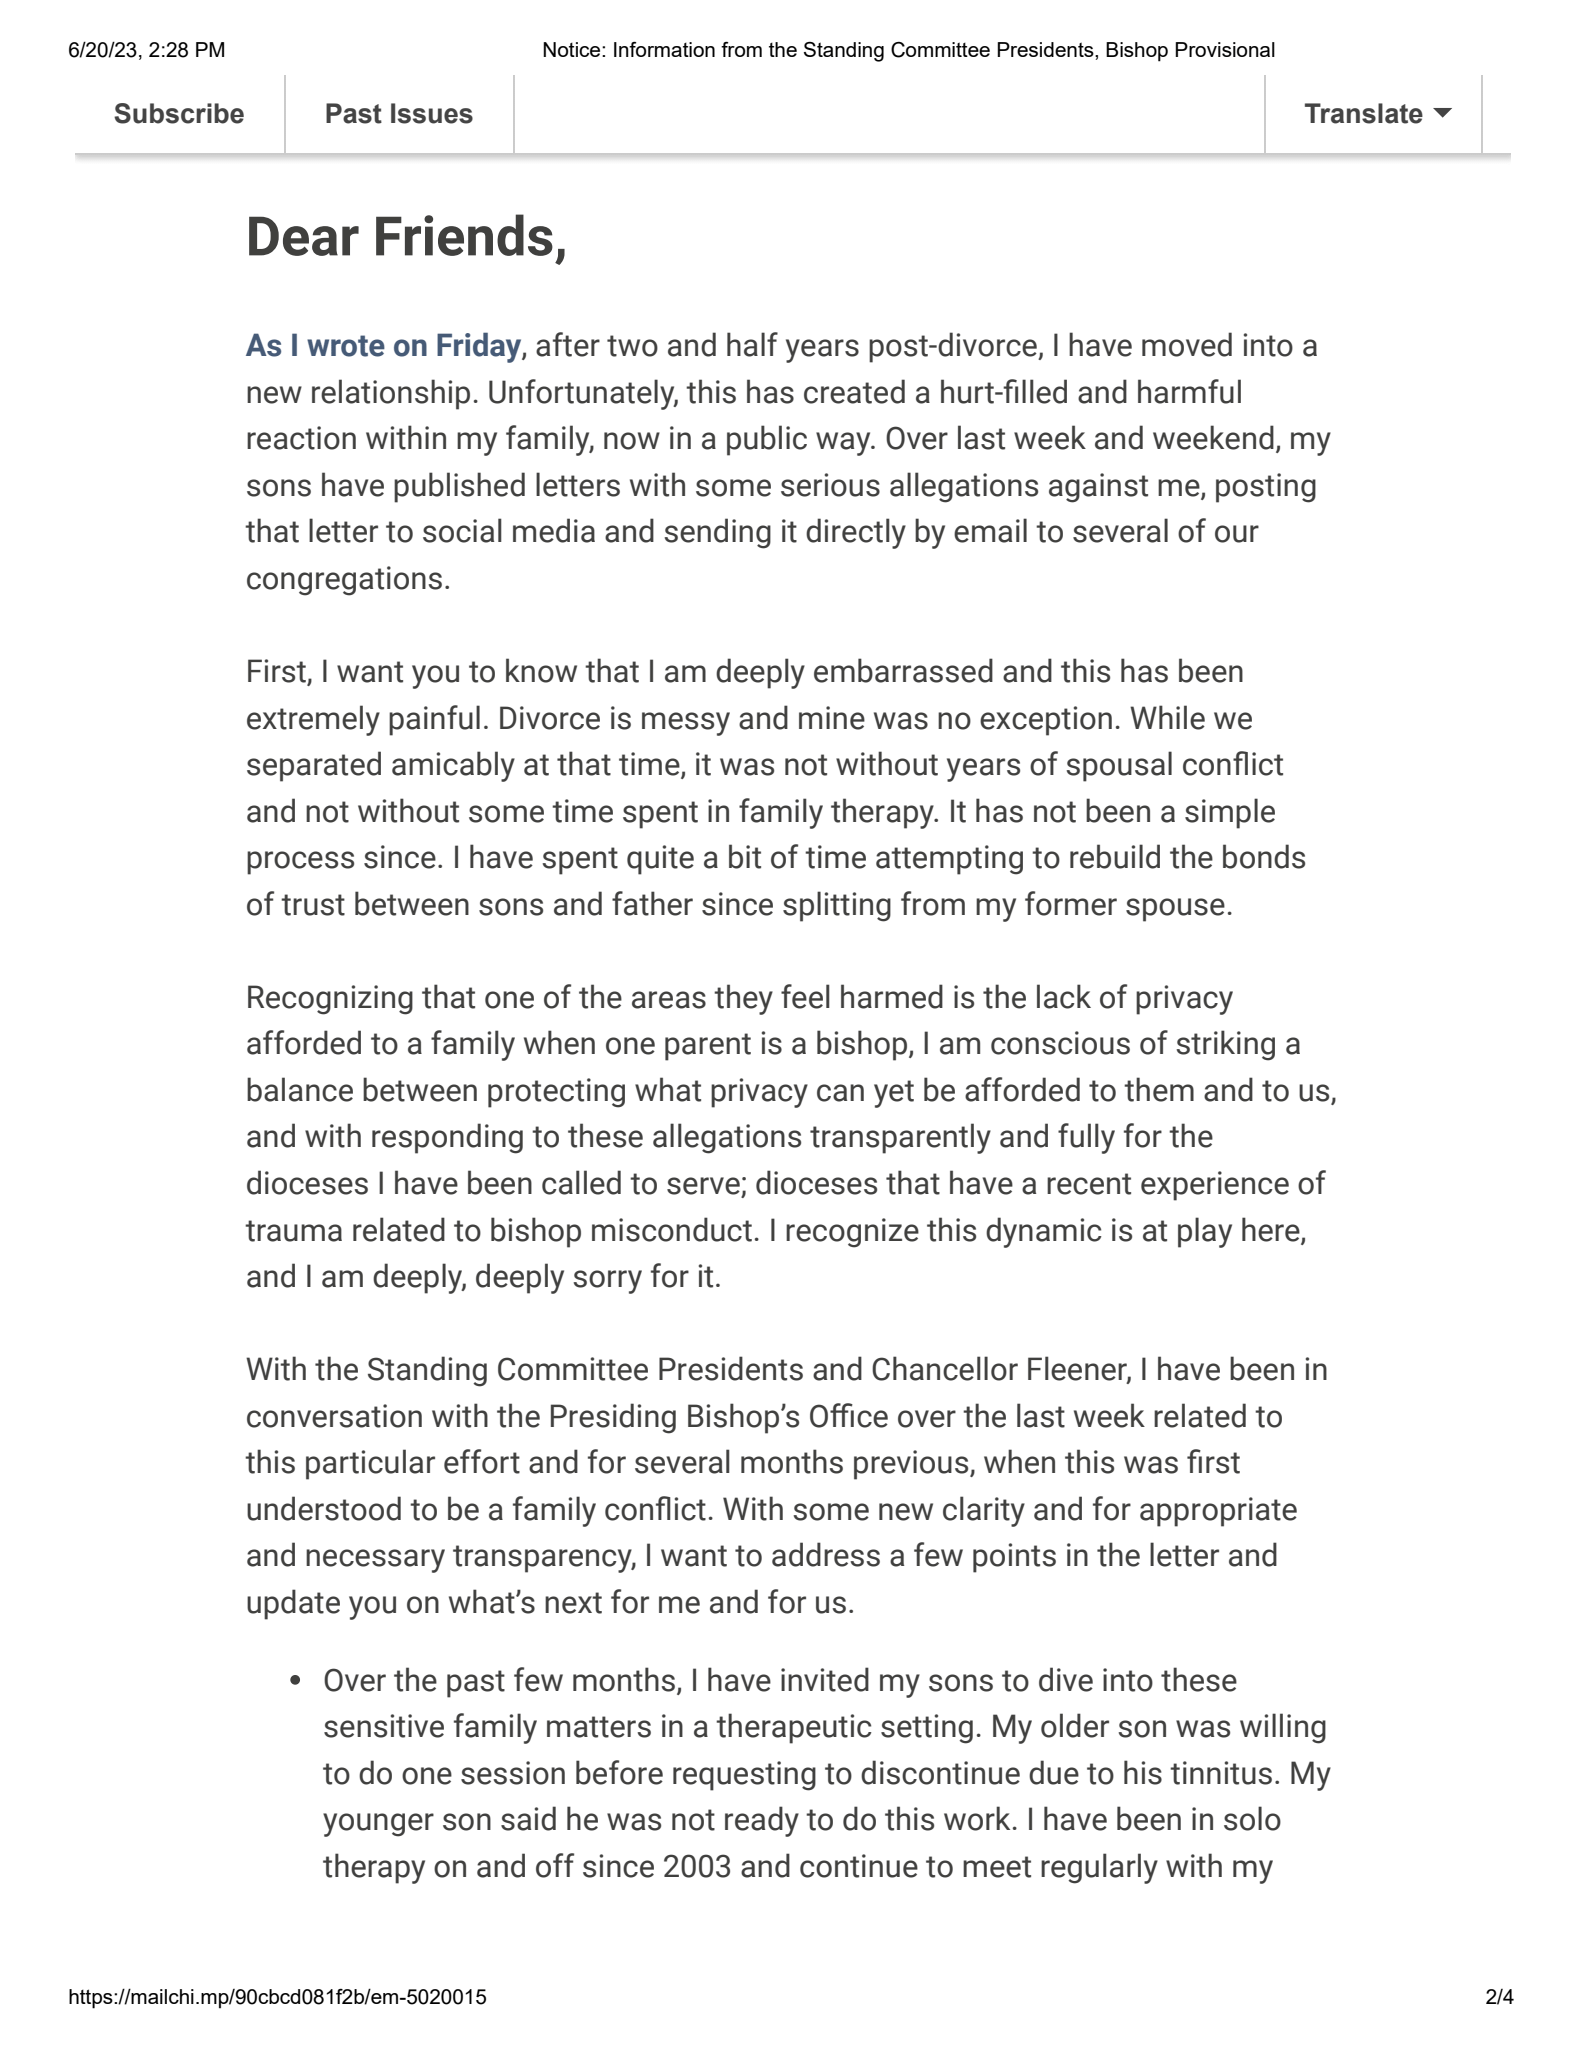 6/20/23, 2:28 PM
Notice: Information from the Standing Committee Presidents, Bishop Provisional
Subscribe
Past Issues
Translate
Dear Friends,
As I wrote on Friday, after two and half years post-divorce, I have moved into a
new relationship. Unfortunately, this has created a hurt-filled and harmful
reaction within my family, now in a public way. Over last week and weekend, my
sons have published letters with some serious allegations against me, posting
that letter to social media and sending it directly by email to several of our
congregations.
First, I want you to know that I am deeply embarrassed and this has been
extremely painful. Divorce is messy and mine was no exception. While we
separated amicably at that time, it was not without years of spousal conflict
and not without some time spent in family therapy. It has not been a simple
process since. I have spent quite a bit of time attempting to rebuild the bonds
of trust between sons and father since splitting from my former spouse.
Recognizing that one of the areas they feel harmed is the lack of privacy
afforded to a family when one parent is a bishop, I am conscious of striking a
balance between protecting what privacy can yet be afforded to them and to us,
and with responding to these allegations transparently and fully for the
dioceses I have been called to serve; dioceses that have a recent experience of
trauma related to bishop misconduct. I recognize this dynamic is at play here,
and I am deeply, deeply sorry for it.
With the Standing Committee Presidents and Chancellor Fleener, I have been in
conversation with the Presiding Bishop’s Office over the last week related to
this particular effort and for several months previous, when this was first
understood to be a family conflict. With some new clarity and for appropriate
and necessary transparency, I want to address a few points in the letter and
update you on what’s next for me and for us.
• Over the past few months, I have invited my sons to dive into these
sensitive family matters in a therapeutic setting. My older son was willing
to do one session before requesting to discontinue due to his tinnitus. My
younger son said he was not ready to do this work. I have been in solo
therapy on and off since 2003 and continue to meet regularly with my
https://mailchi.mp/90cbcd081f2b/em-5020015
2/4